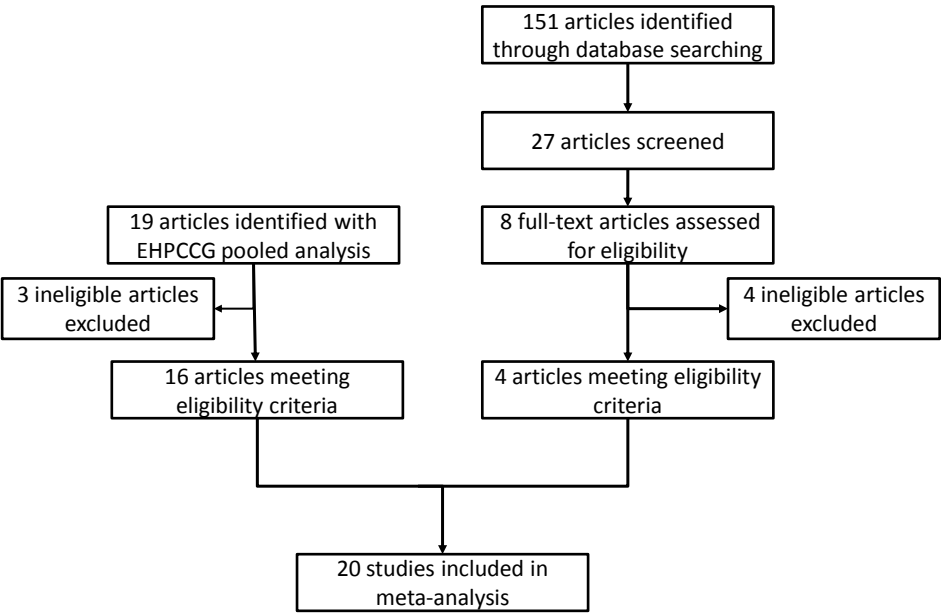 151 articles identified
through database searching
27 articles screened
19 articles identified with
EHPCCG pooled analysis
8 full-text articles assessed
for eligibility
3 ineligible articles
excluded
4 ineligible articles
excluded
16 articles meeting
eligibility criteria
4 articles meeting eligibility
criteria
20 studies included in
meta-analysis